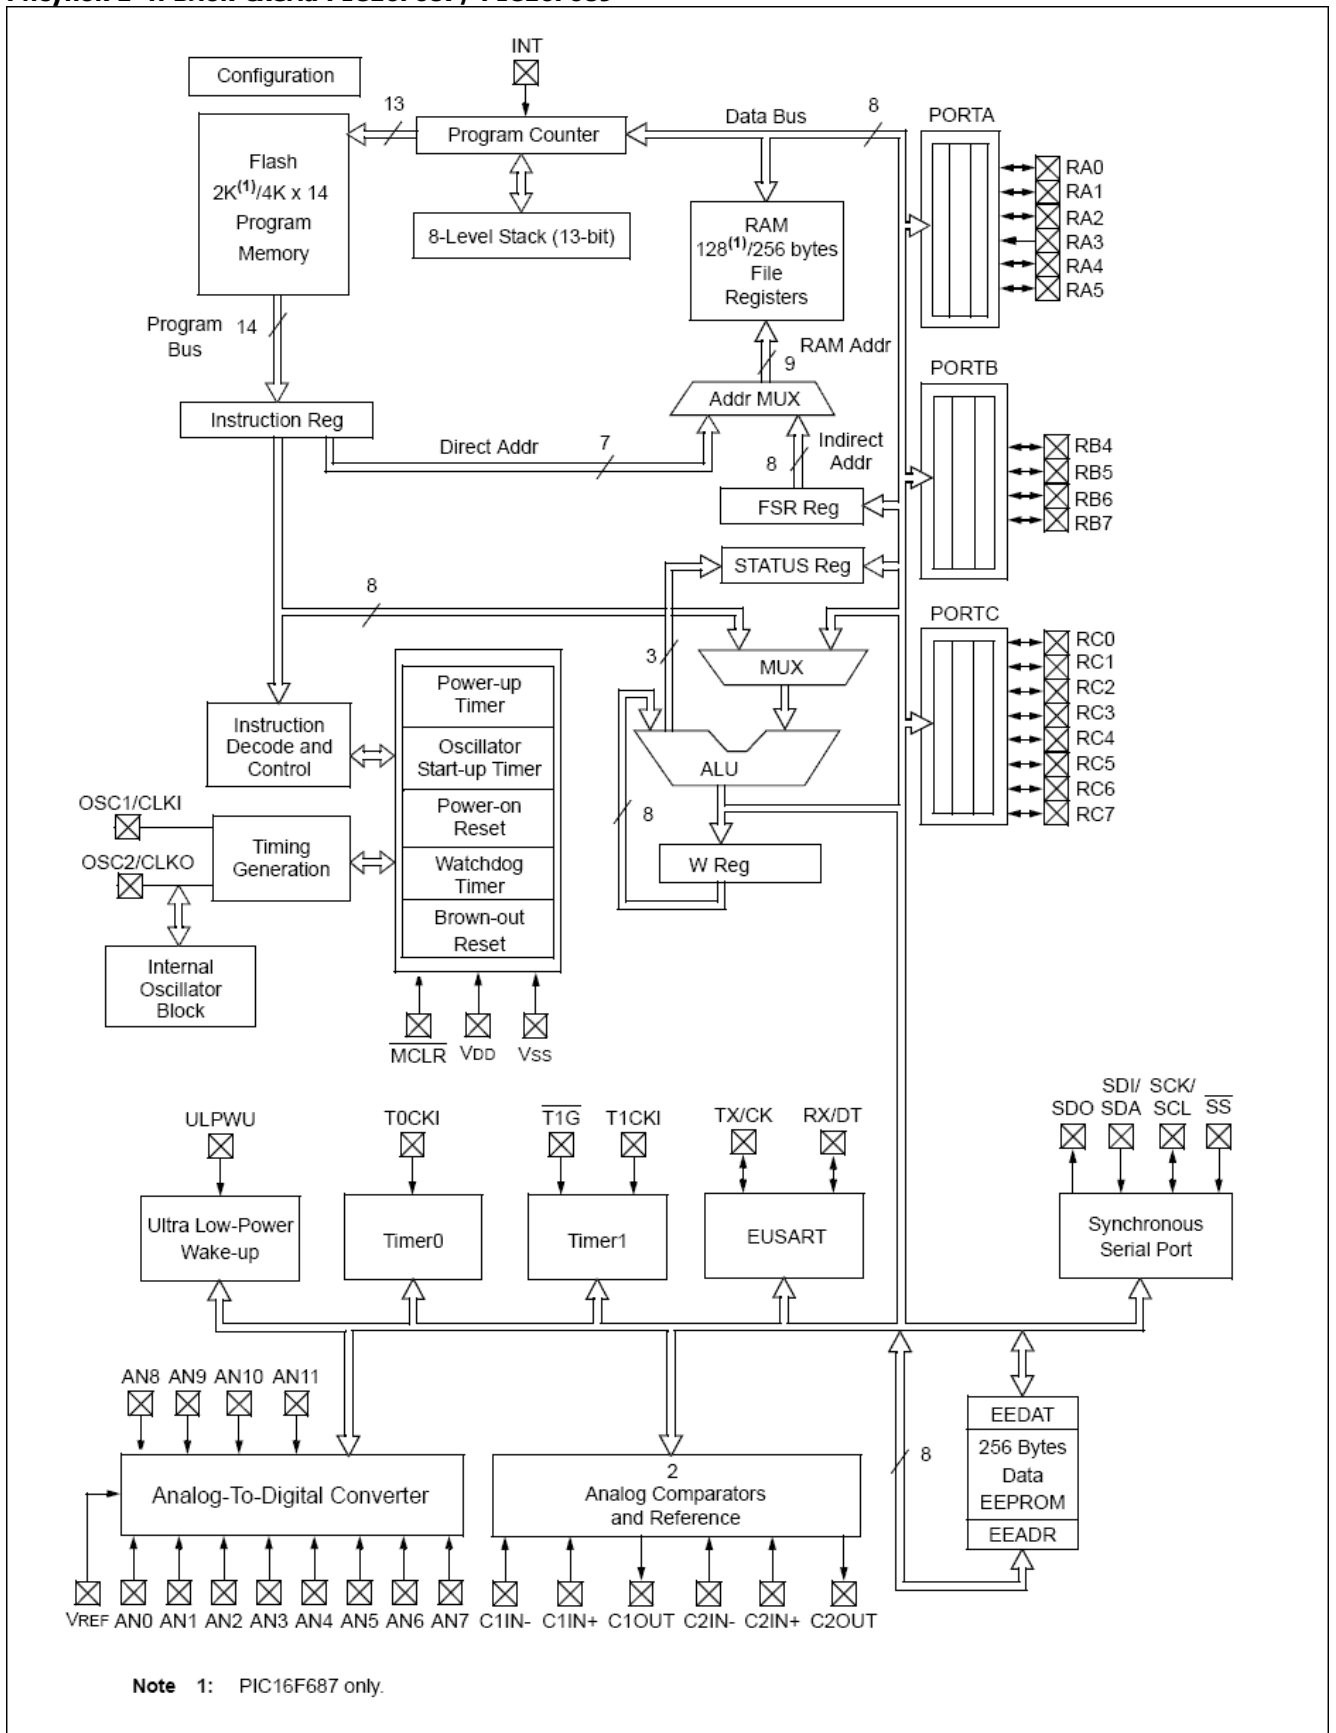 INT
Configuration
13
Program Counter
Data Bus
8
PORTA
Flash
2K(1)/4K x 14
Program
Memory
8-Level Stack (13-bit)
RAM
128(1)/256 bytes
File
Registers
RA0
RA1
RA2
RA3
RA4
RA5
Program
Bus
14
RAM Addr
9
Addr MUX
PORTB
Instruction Reg
Direct Addr
7
8
Indirect
Addr
FSR Reg
RB4
RB5
RB6
RB7
STATUS Reg
8
3
MUX
PORTC
RC0
RC1
RC2
RC3
RC4
RC5
RC6
RC7
Power-up
Timer
Oscillator
Start-up Timer
Power-on
Reset
Watchdog
Timer
Brown-out
Reset
Instruction
Decode and
Control
ALU
8
W Reg
OSC1/CLKI
OSC2/CLKO
Timing
Generation
Internal
Oscillator
Block
MCLR
VDD
VSS
ULPWU
T0CKI
T1G
T1CKI
TX/CK
RX/DT
SDO
SDI/
SDA
SCK/
SCL
SS
Ultra Low-Power
Wake-up
Timer0
Timer1
EUSART
Synchronous
Serial Port
AN8 AN9 AN10 AN11
Analog-To-Digital Converter
2
Analog Comparators
and Reference
8
EEDAT
256 Bytes
Data
EEPROM
EEADR
VREF AN0 AN1 AN2 AN3 AN4 AN5 AN6 AN7 C1IN- C1IN+ C1OUT C2IN- C2IN+ C2OUT
Note 1: PIC16F687 only.